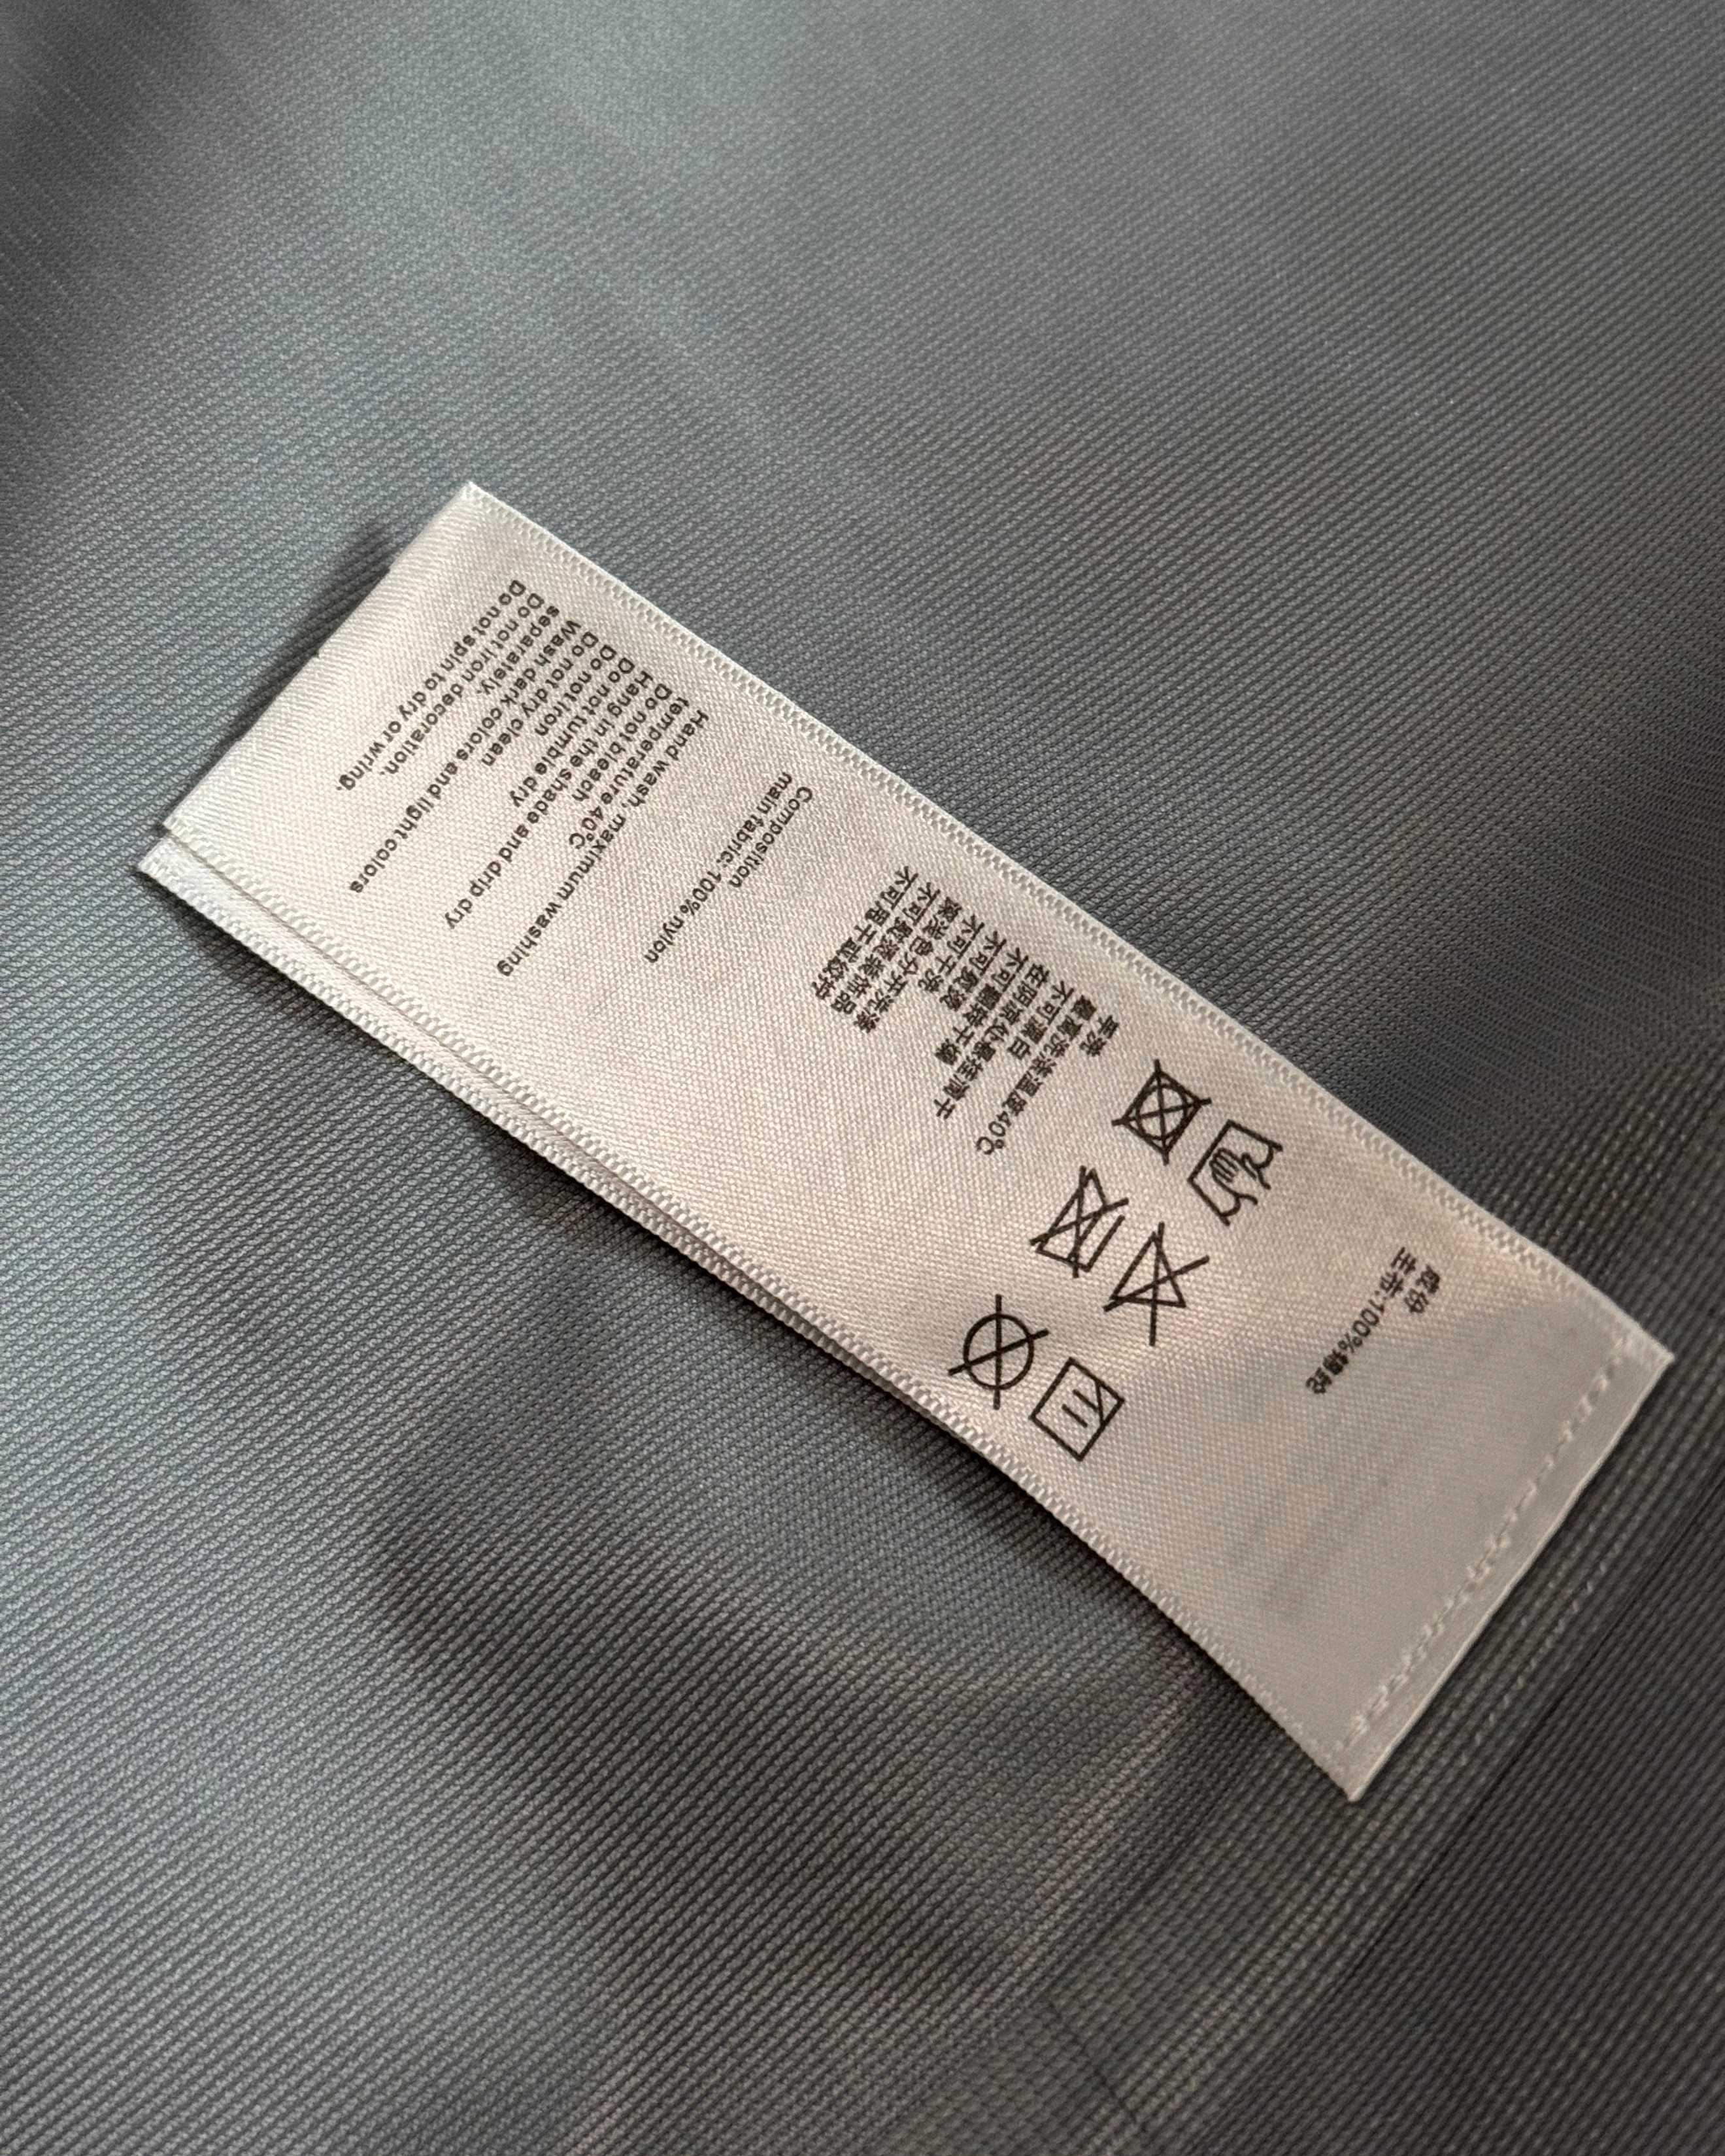 成份
主布:100%锦纶
手洗
最高洗涤温度40℃
不可漂白
在阴凉处悬挂滴干
不可翻转干燥
不可熨烫
不可干洗
深浅色分开洗涤
不可熨烫装饰品
不可甩干或绞拧
Composition
main fabric: 100% nylon
Hand wash, maximum washing
temperature 40℃
Do not bleach
Hang in the shade and drip dry
Do not tumble dry
Do not iron
Do not dry clean
Wash dark colors and light colors
separately.
Do not iron decoration.
Do not spin to dry or wring.